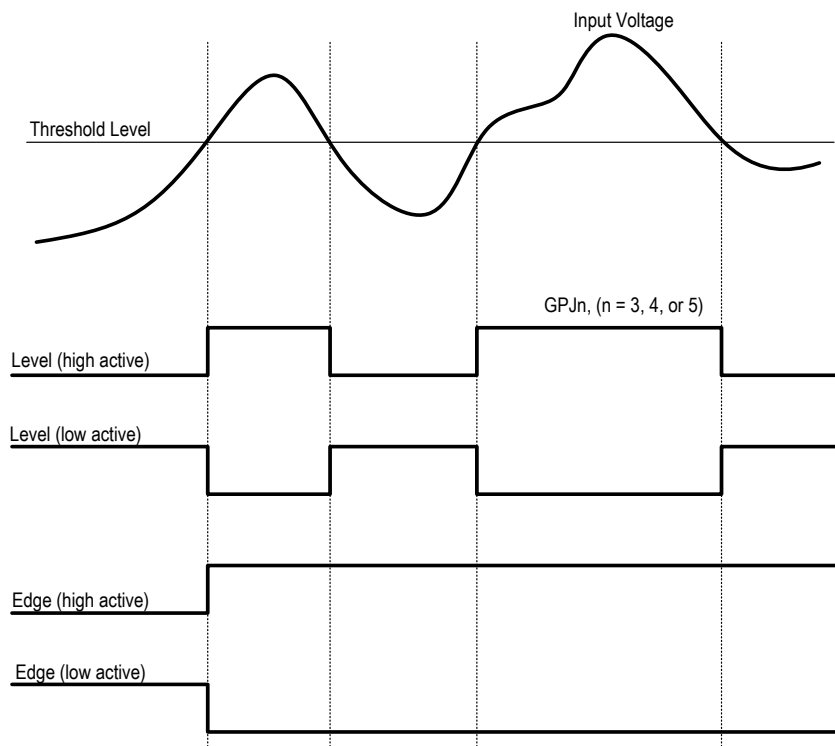 Input Voltage
Threshold Level
GPJn, (n = 3, 4, or 5)
Level (high active)
Level (low active)
Edge (high active)
Edge (low active)